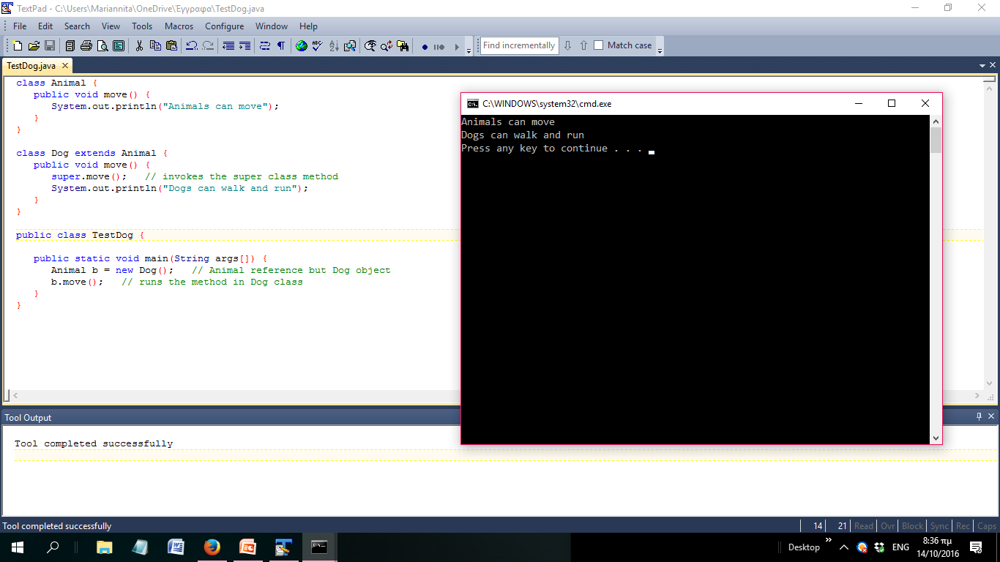 TextPad - C:\Users\Mariannita\OneDrive\Έγγραφα\TestDog.java
File Edit Search View Tools Macros Configure Window Help
Find incrementally Match case
TestDog.java
class Animal {
   public void move() {
      System.out.println("Animals can move");
   }
}

class Dog extends Animal {
   public void move() {
      super.move();   // invokes the super class method
      System.out.println("Dogs can walk and run");
   }
}

public class TestDog {

   public static void main(String args[]) {
      Animal b = new Dog();   // Animal reference but Dog object
      b.move();   // runs the method in Dog class
   }
}
C:\WINDOWS\system32\cmd.exe
Animals can move
Dogs can walk and run
Press any key to continue . . .
Tool Output
Tool completed successfully
Tool completed successfully
14 21 Read Ovr Block Sync Rec Caps
Desktop ENG
8:36 πμ
14/10/2016